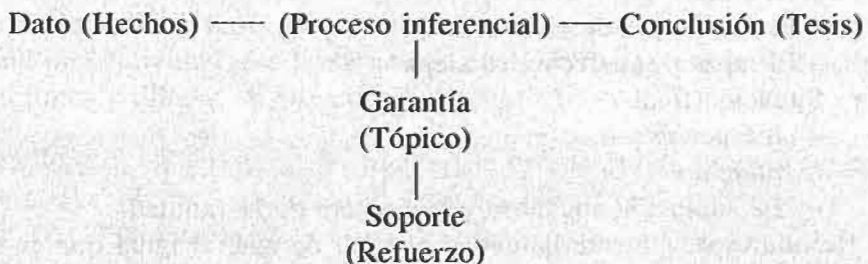 Dato (Hechos) — (Proceso inferencial) — Conclusión (Tesis)
Garantía
(Tópico)
Soporte
(Refuerzo)